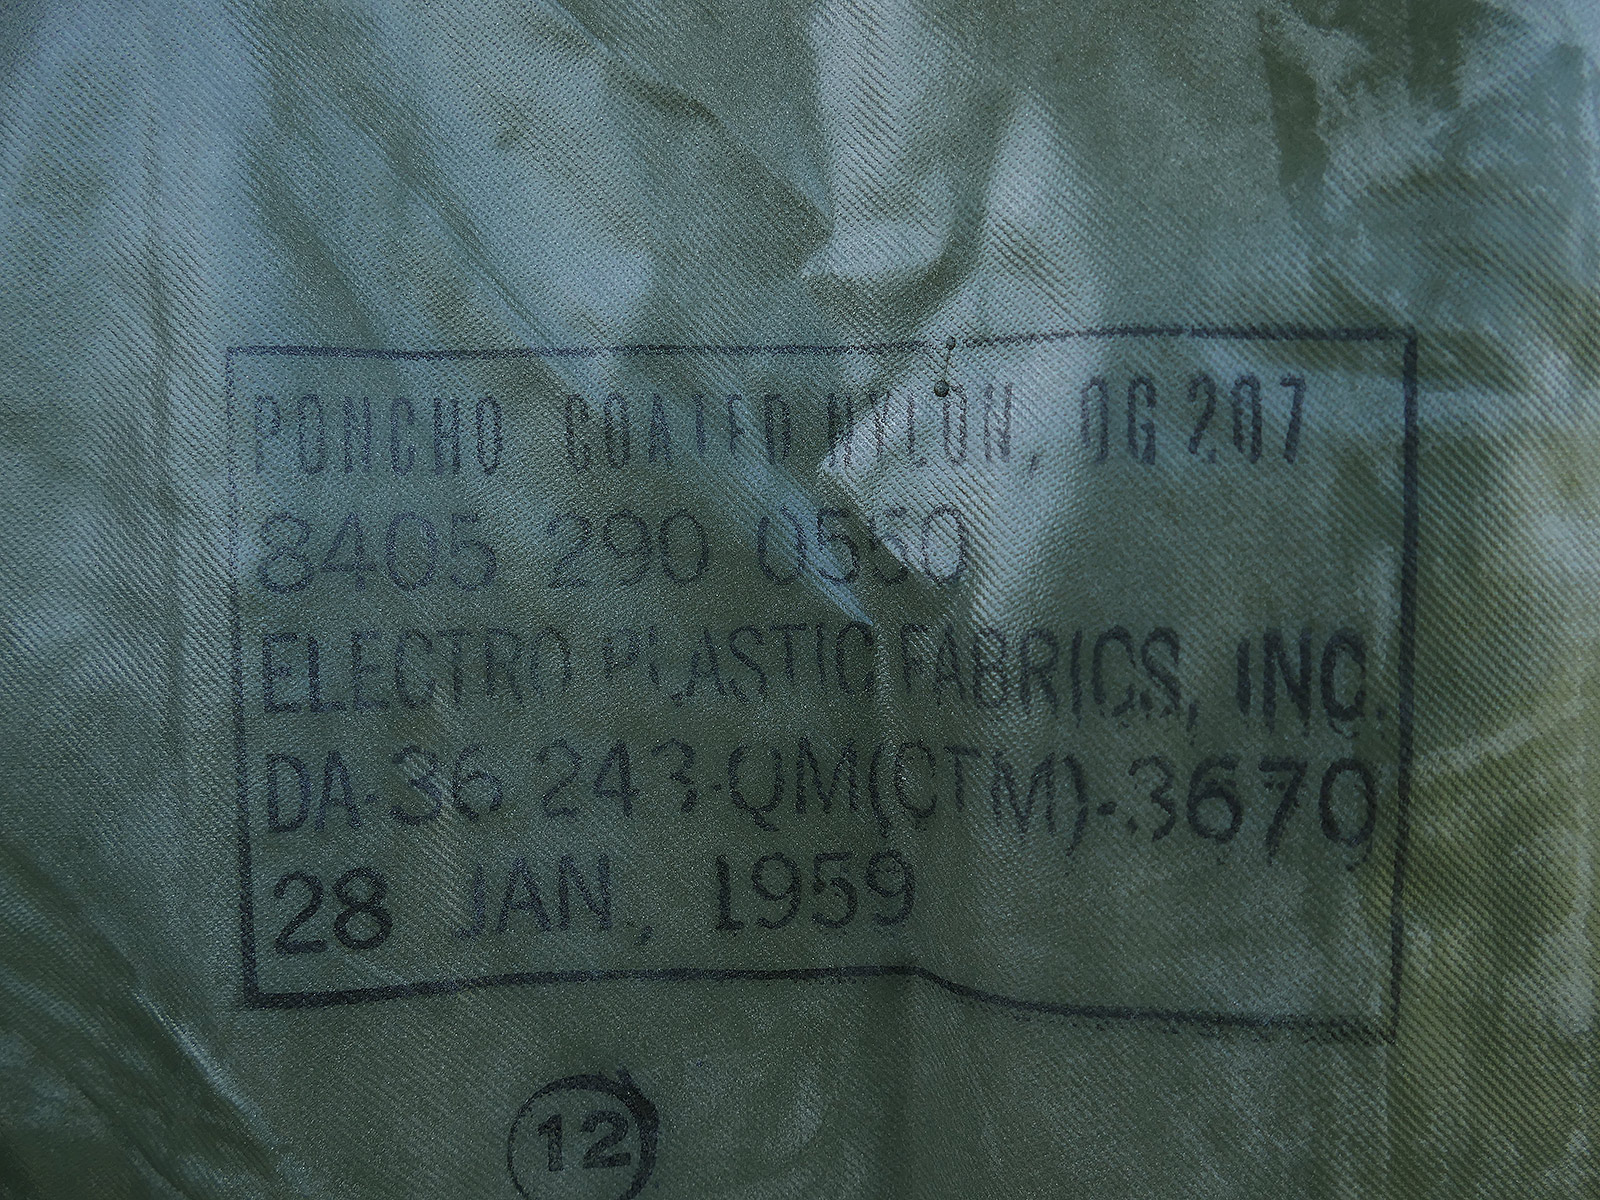 PONCHO COATED NYLON, OG 207
8405 290 0550
ELECTRO PLASTIC FABRICS, INC.
DA-36 243-QM(CTM)-3670
28 JAN., 1959
12